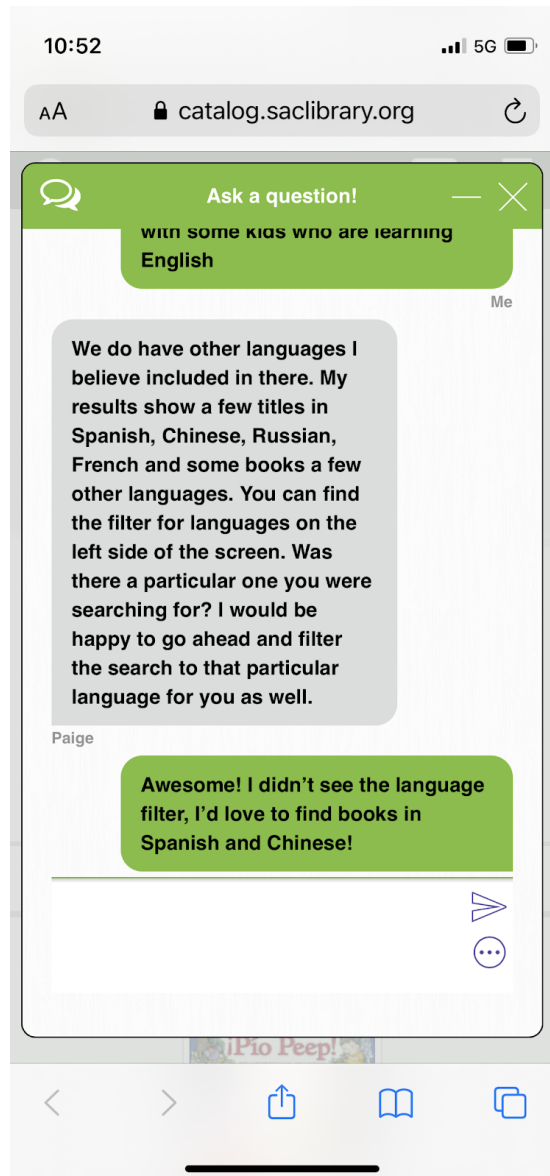 10:52
5G
AA
catalog.saclibrary.org
Ask a question!
with some kids who are learning
English
Me
We do have other languages I
believe included in there. My
results show a few titles in
Spanish, Chinese, Russian,
French and some books a few
other languages. You can find
the filter for languages on the
left side of the screen. Was
there a particular one you were
searching for? I would be
happy to go ahead and filter
the search to that particular
language for you as well.
Paige
Awesome! I didn’t see the language
filter, I’d love to find books in
Spanish and Chinese!
¡Pío Peep!